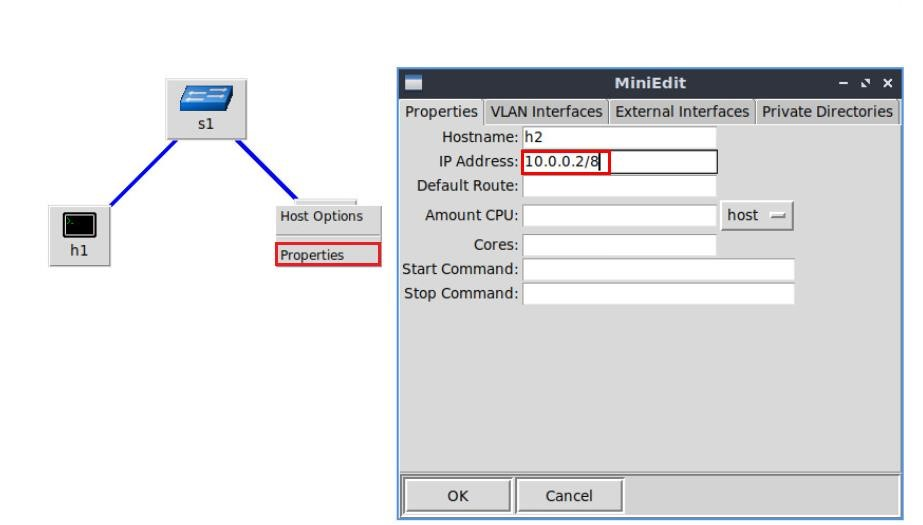 s1
h1
Host Options
Properties
MiniEdit
Properties VLAN Interfaces External Interfaces Private Directories
Hostname: h2
IP Address: 10.0.0.2/8
Default Route:
Amount CPU: host
Cores:
Start Command:
Stop Command:
OK Cancel